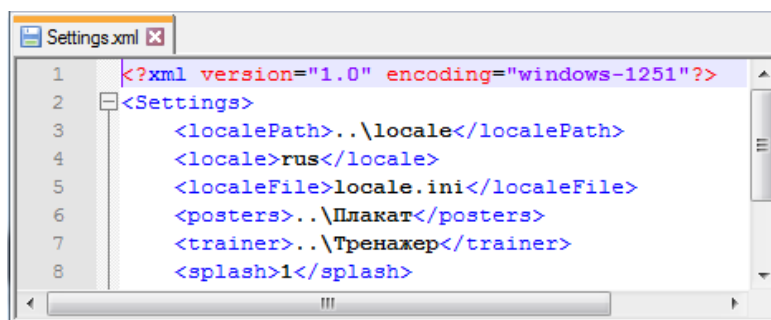 Settings.xml
1 <?xml version="1.0" encoding="windows-1251"?>
2 <Settings>
3 <localePath>..\locale</localePath>
4 <locale>rus</locale>
5 <localeFile>locale.ini</localeFile>
6 <posters>..\Плакат</posters>
7 <trainer>..\Тренажер</trainer>
8 <splash>1</splash>